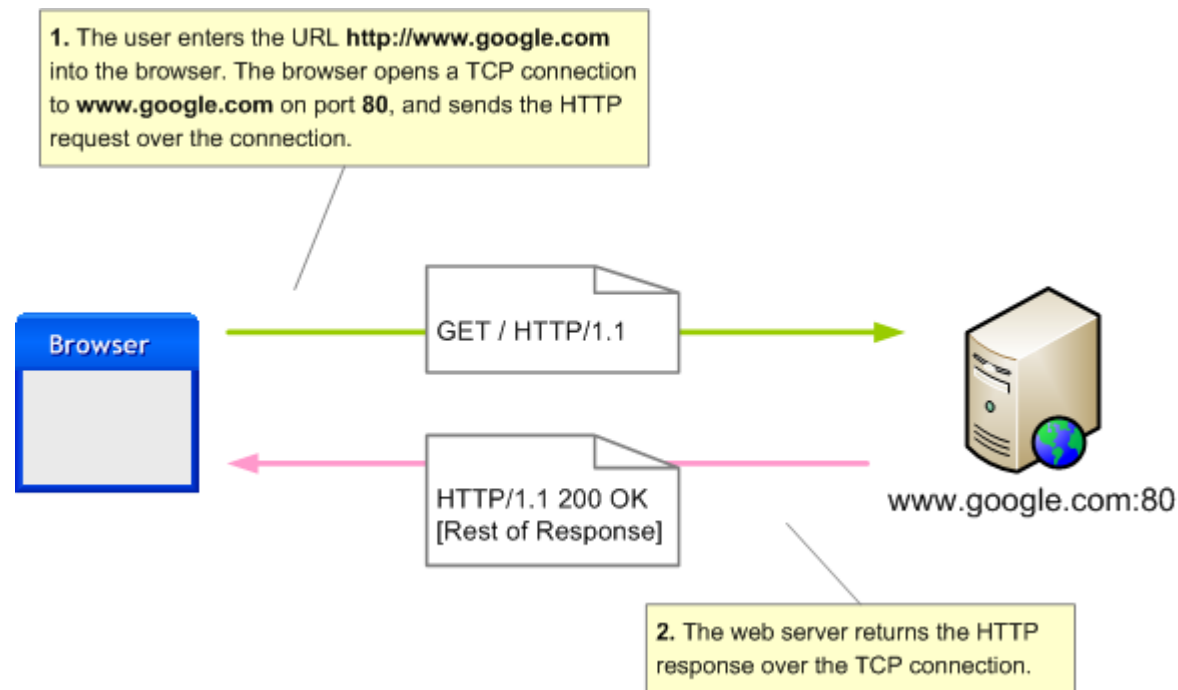 1. The user enters the URL http://www.google.com
into the browser. The browser opens a TCP connection
to www.google.com on port 80, and sends the HTTP
request over the connection.
Browser
GET / HTTP/1.1
HTTP/1.1 200 OK
[Rest of Response]
www.google.com:80
2. The web server returns the HTTP
response over the TCP connection.